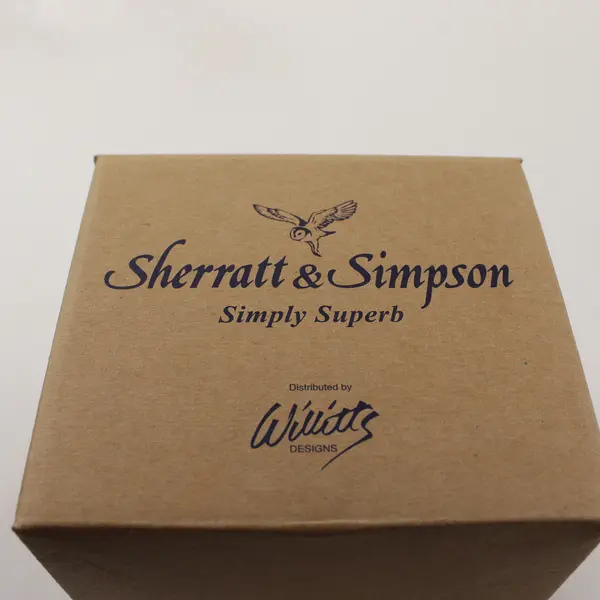 Sherratt & Simpson
Simply Superb
Distributed by
Willitts
DESIGNS